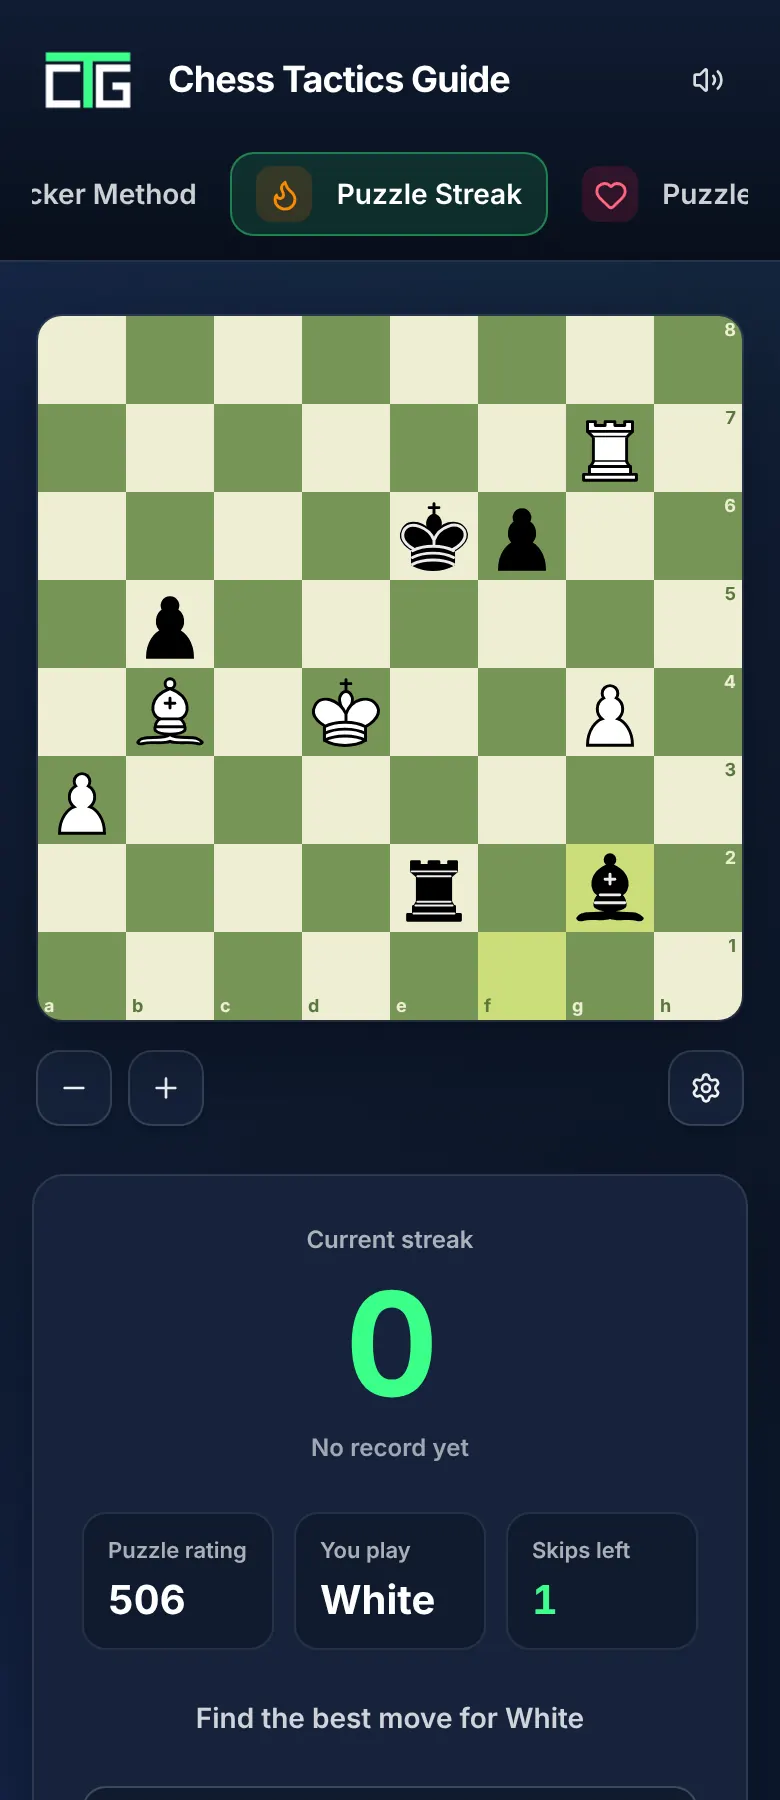 CTG
Chess Tactics Guide
cker Method
Puzzle Streak
Puzzle
8
7
6
5
4
3
2
1
a b c d e f g h
Current streak
0
No record yet
Puzzle rating
506
You play
White
Skips left
1
Find the best move for White